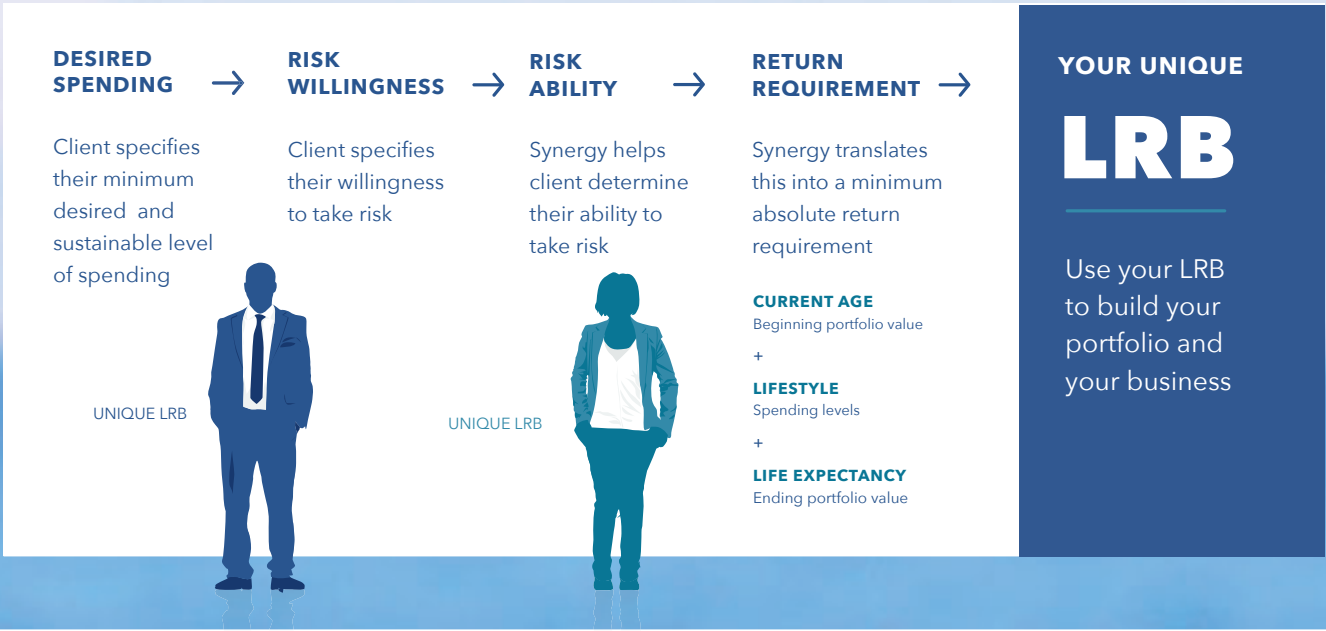 DESIRED
SPENDING
Client specifies
their minimum
desired  and
sustainable level
of spending
RISK
WILLINGNESS
Client specifies
their willingness
to take risk
RISK
ABILITY
Synergy helps
client determine
their ability to
take risk
RETURN
REQUIREMENT
Synergy translates
this into a minimum
absolute return
requirement
CURRENT AGE
Beginning portfolio value
+
LIFESTYLE
Spending levels
+
LIFE EXPECTANCY
Ending portfolio value
UNIQUE LRB
UNIQUE LRB
YOUR UNIQUE
LRB
Use your LRB
to build your
portfolio and
your business